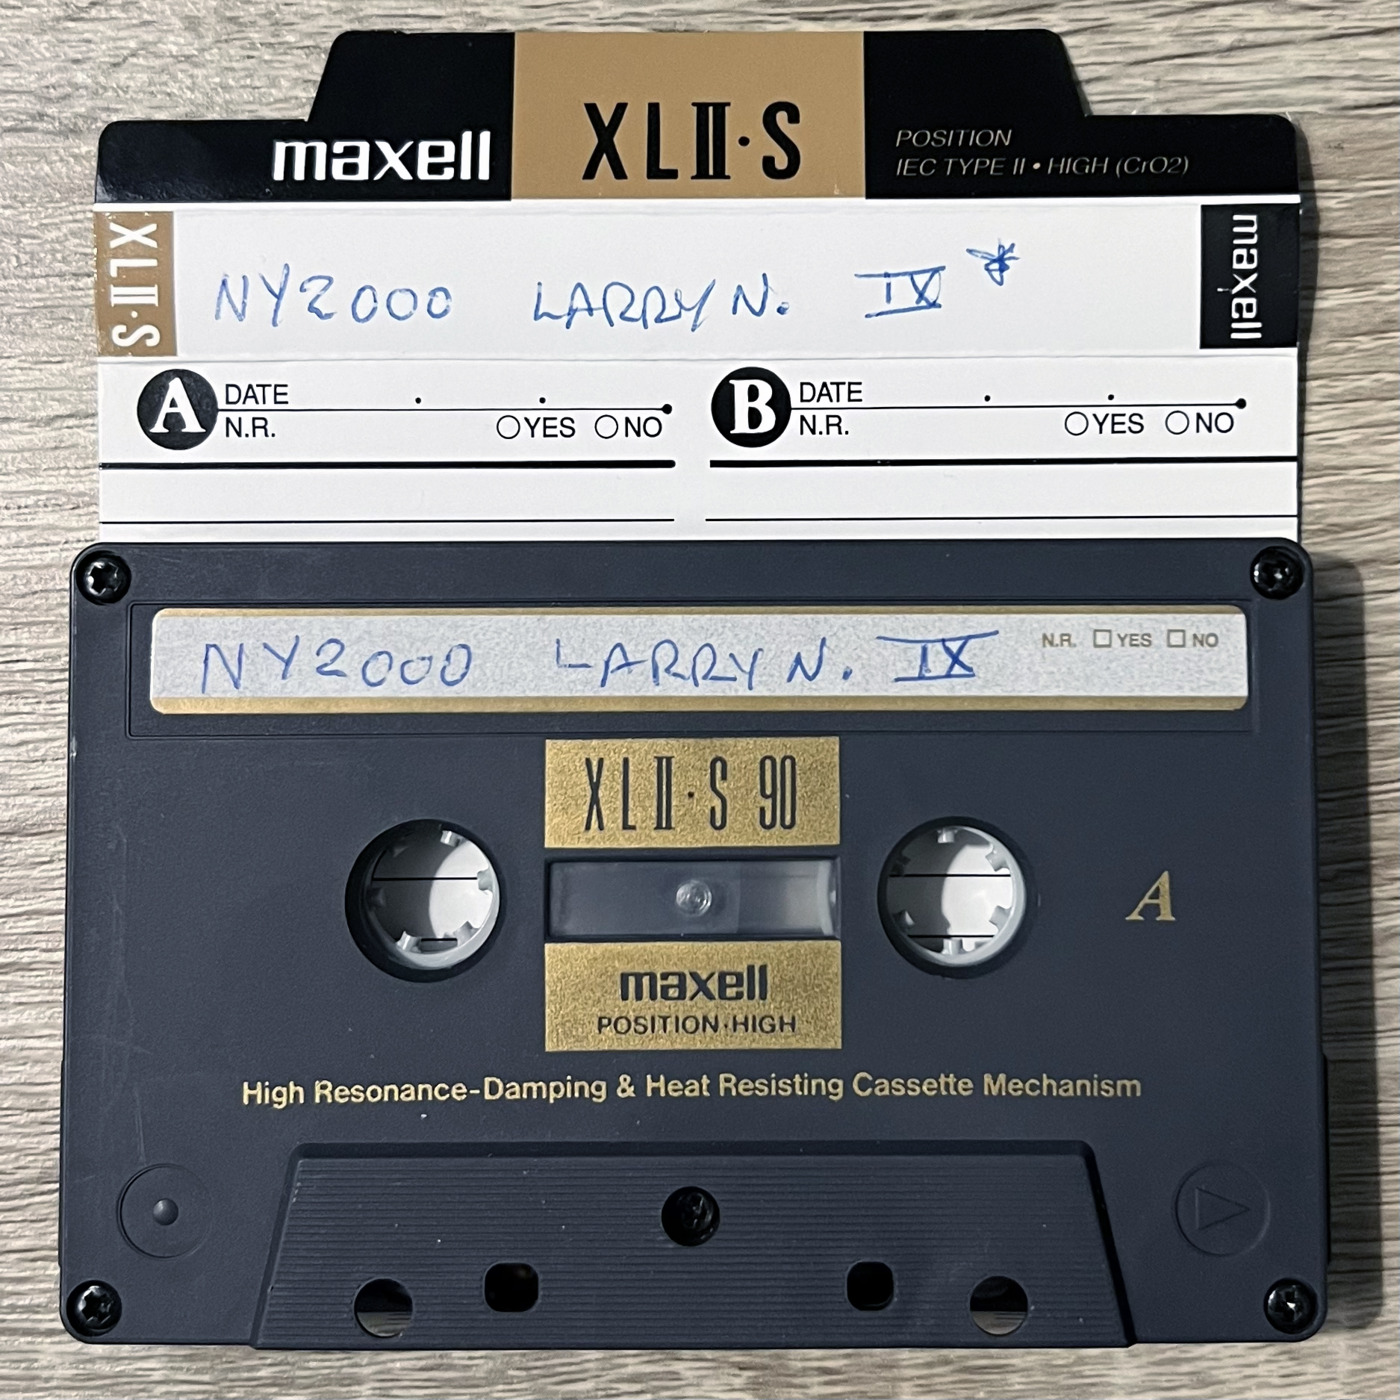 maxell XLII·S POSITION
IEC TYPE II • HIGH (CrO2)
XLII·S NY2000 LARRY N. IX * maxell
A DATE . . B DATE . .
N.R. YES NO N.R. YES NO
NY2000 LARRY N. IX N.R. YES NO
XLII·S 90
A
maxell
POSITION·HIGH
High Resonance-Damping & Heat Resisting Cassette Mechanism